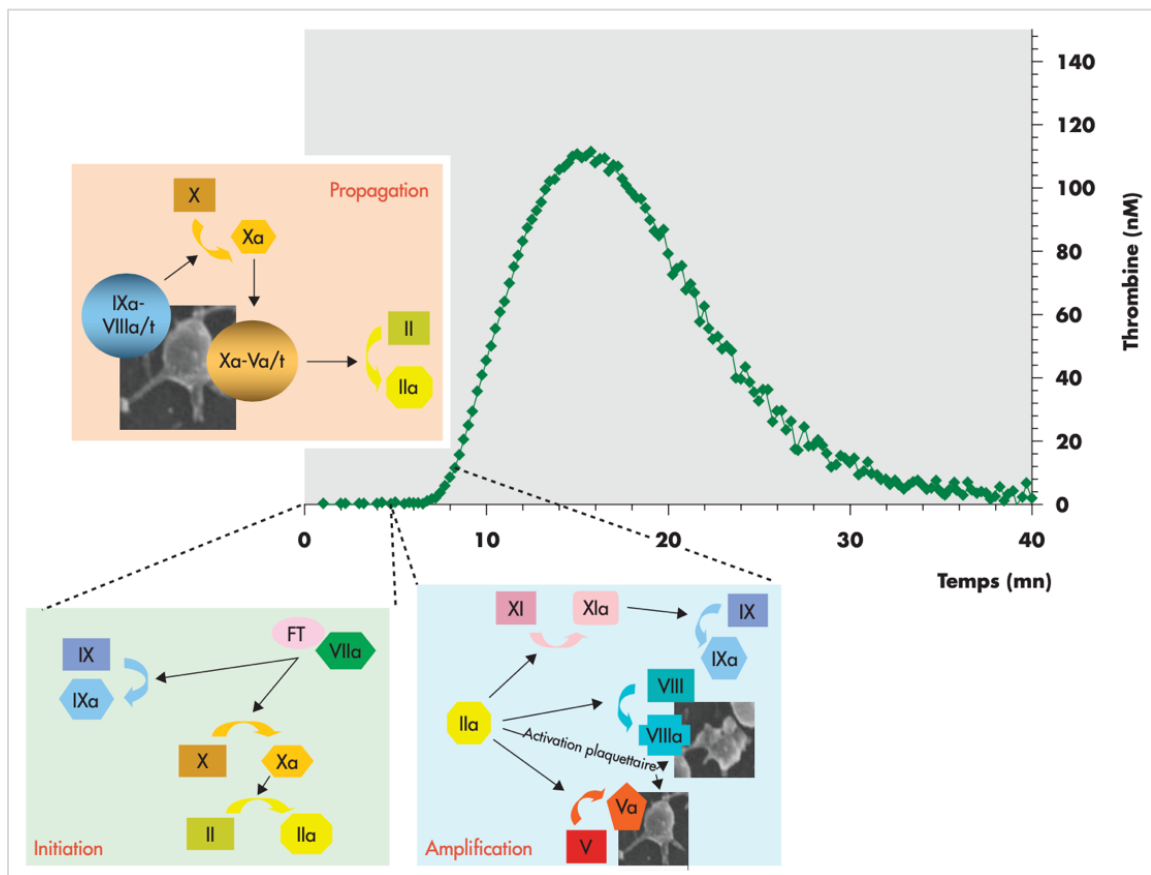 140
120
100
80
60
40
20
0
Thrombine (nM)
0
10
20
30
40
Temps (mn)
Propagation
X
Xa
IXa-
VIIIa/t
Xa-Va/t
II
IIa
FT
VIIa
IX
IXa
X
Xa
II
IIa
Initiation
XI
XIa
IX
IXa
IIa
VIII
VIIIa
Activation plaquettaire
Va
V
Amplification